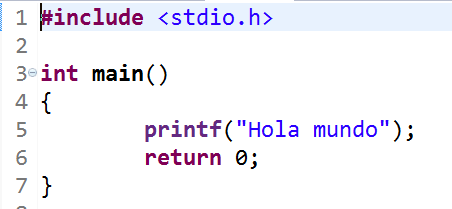 1 #include <stdio.h>
2
3 int main()
4 {
5 printf("Hola mundo");
6 return 0;
7 }